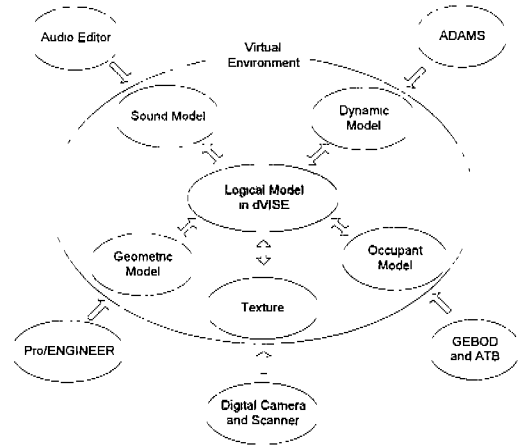 Audio Editor
Virtual
Environment
ADAMS
Sound Model
Dynamic
Model
Logical Model
in dVISE
Geometric
Model
Occupant
Model
Texture
Pro/ENGINEER
GEBOD
and ATB
Digital Camera
and Scanner